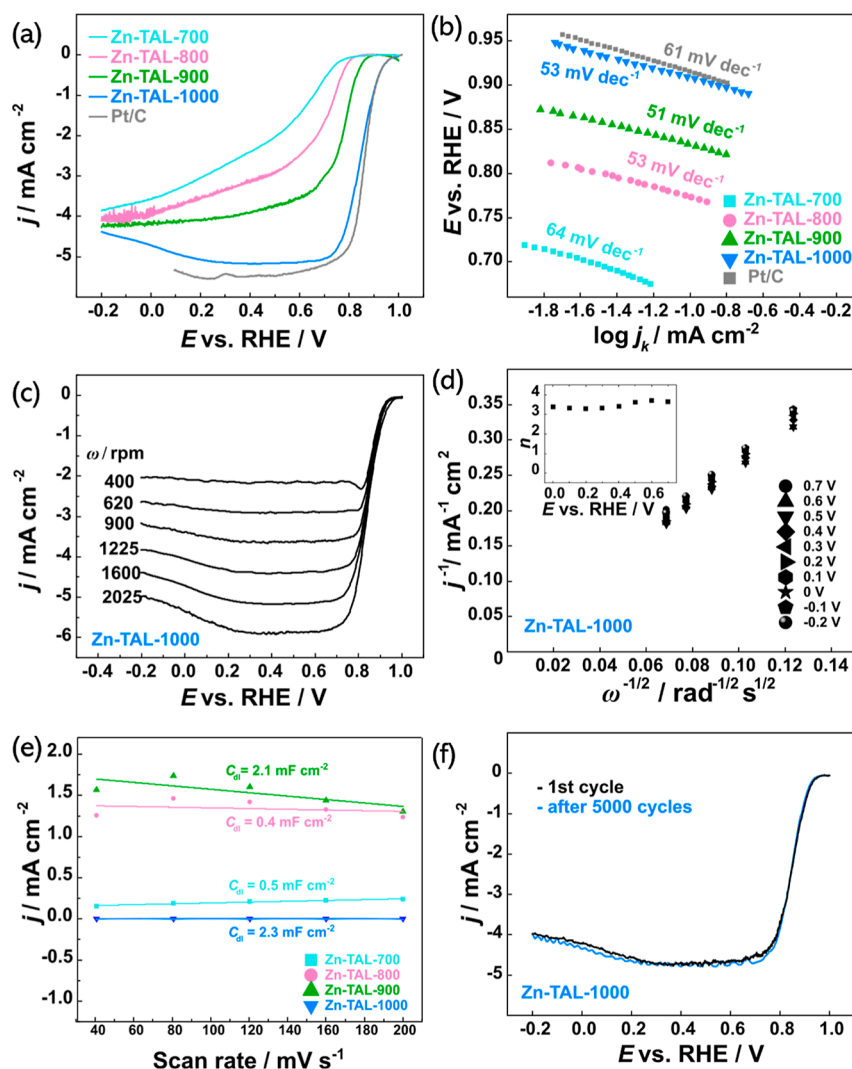 (a)
Zn-TAL-700
Zn-TAL-800
Zn-TAL-900
Zn-TAL-1000
Pt/C
0
-1
-2
-3
-4
-5
j / mA cm-2
-0.2 0.0 0.2 0.4 0.6 0.8 1.0
E vs. RHE / V
(b)
0.95
0.90
0.85
0.80
0.75
0.70
E vs. RHE / V
61 mV dec-1
53 mV dec-1
51 mV dec-1
53 mV dec-1
64 mV dec-1
Zn-TAL-700
Zn-TAL-800
Zn-TAL-900
Zn-TAL-1000
Pt/C
-1.8 -1.6 -1.4 -1.2 -1.0 -0.8 -0.6 -0.4 -0.2
log jk / mA cm-2
(c)
0
-1
-2
-3
-4
-5
-6
j / mA cm-2
ω / rpm
400
620
900
1225
1600
2025
Zn-TAL-1000
-0.4 -0.2 0.0 0.2 0.4 0.6 0.8 1.0
E vs. RHE / V
(d)
0.35
0.30
0.25
0.20
0.15
0.10
0.05
0.00
j-1/ mA-1 cm2
4
3
2
1
0
n
0.0 0.2 0.4 0.6
E vs. RHE / V
0.7 V
0.6 V
0.5 V
0.4 V
0.3 V
0.2 V
0.1 V
0 V
-0.1 V
-0.2 V
Zn-TAL-1000
0.02 0.04 0.06 0.08 0.10 0.12 0.14
ω-1/2 / rad-1/2 s1/2
(e)
2.0
1.5
1.0
0.5
0.0
-0.5
-1.0
j / mA cm-2
Cdl = 2.1 mF cm-2
Cdl = 0.4 mF cm-2
Cdl = 0.5 mF cm-2
Cdl = 2.3 mF cm-2
Zn-TAL-700
Zn-TAL-800
Zn-TAL-900
Zn-TAL-1000
40 60 80 100 120 140 160 180 200
Scan rate / mV s-1
(f)
0
-1
-2
-3
-4
-5
j / mA cm-2
- 1st cycle
- after 5000 cycles
Zn-TAL-1000
-0.2 0.0 0.2 0.4 0.6 0.8 1.0
E vs. RHE / V